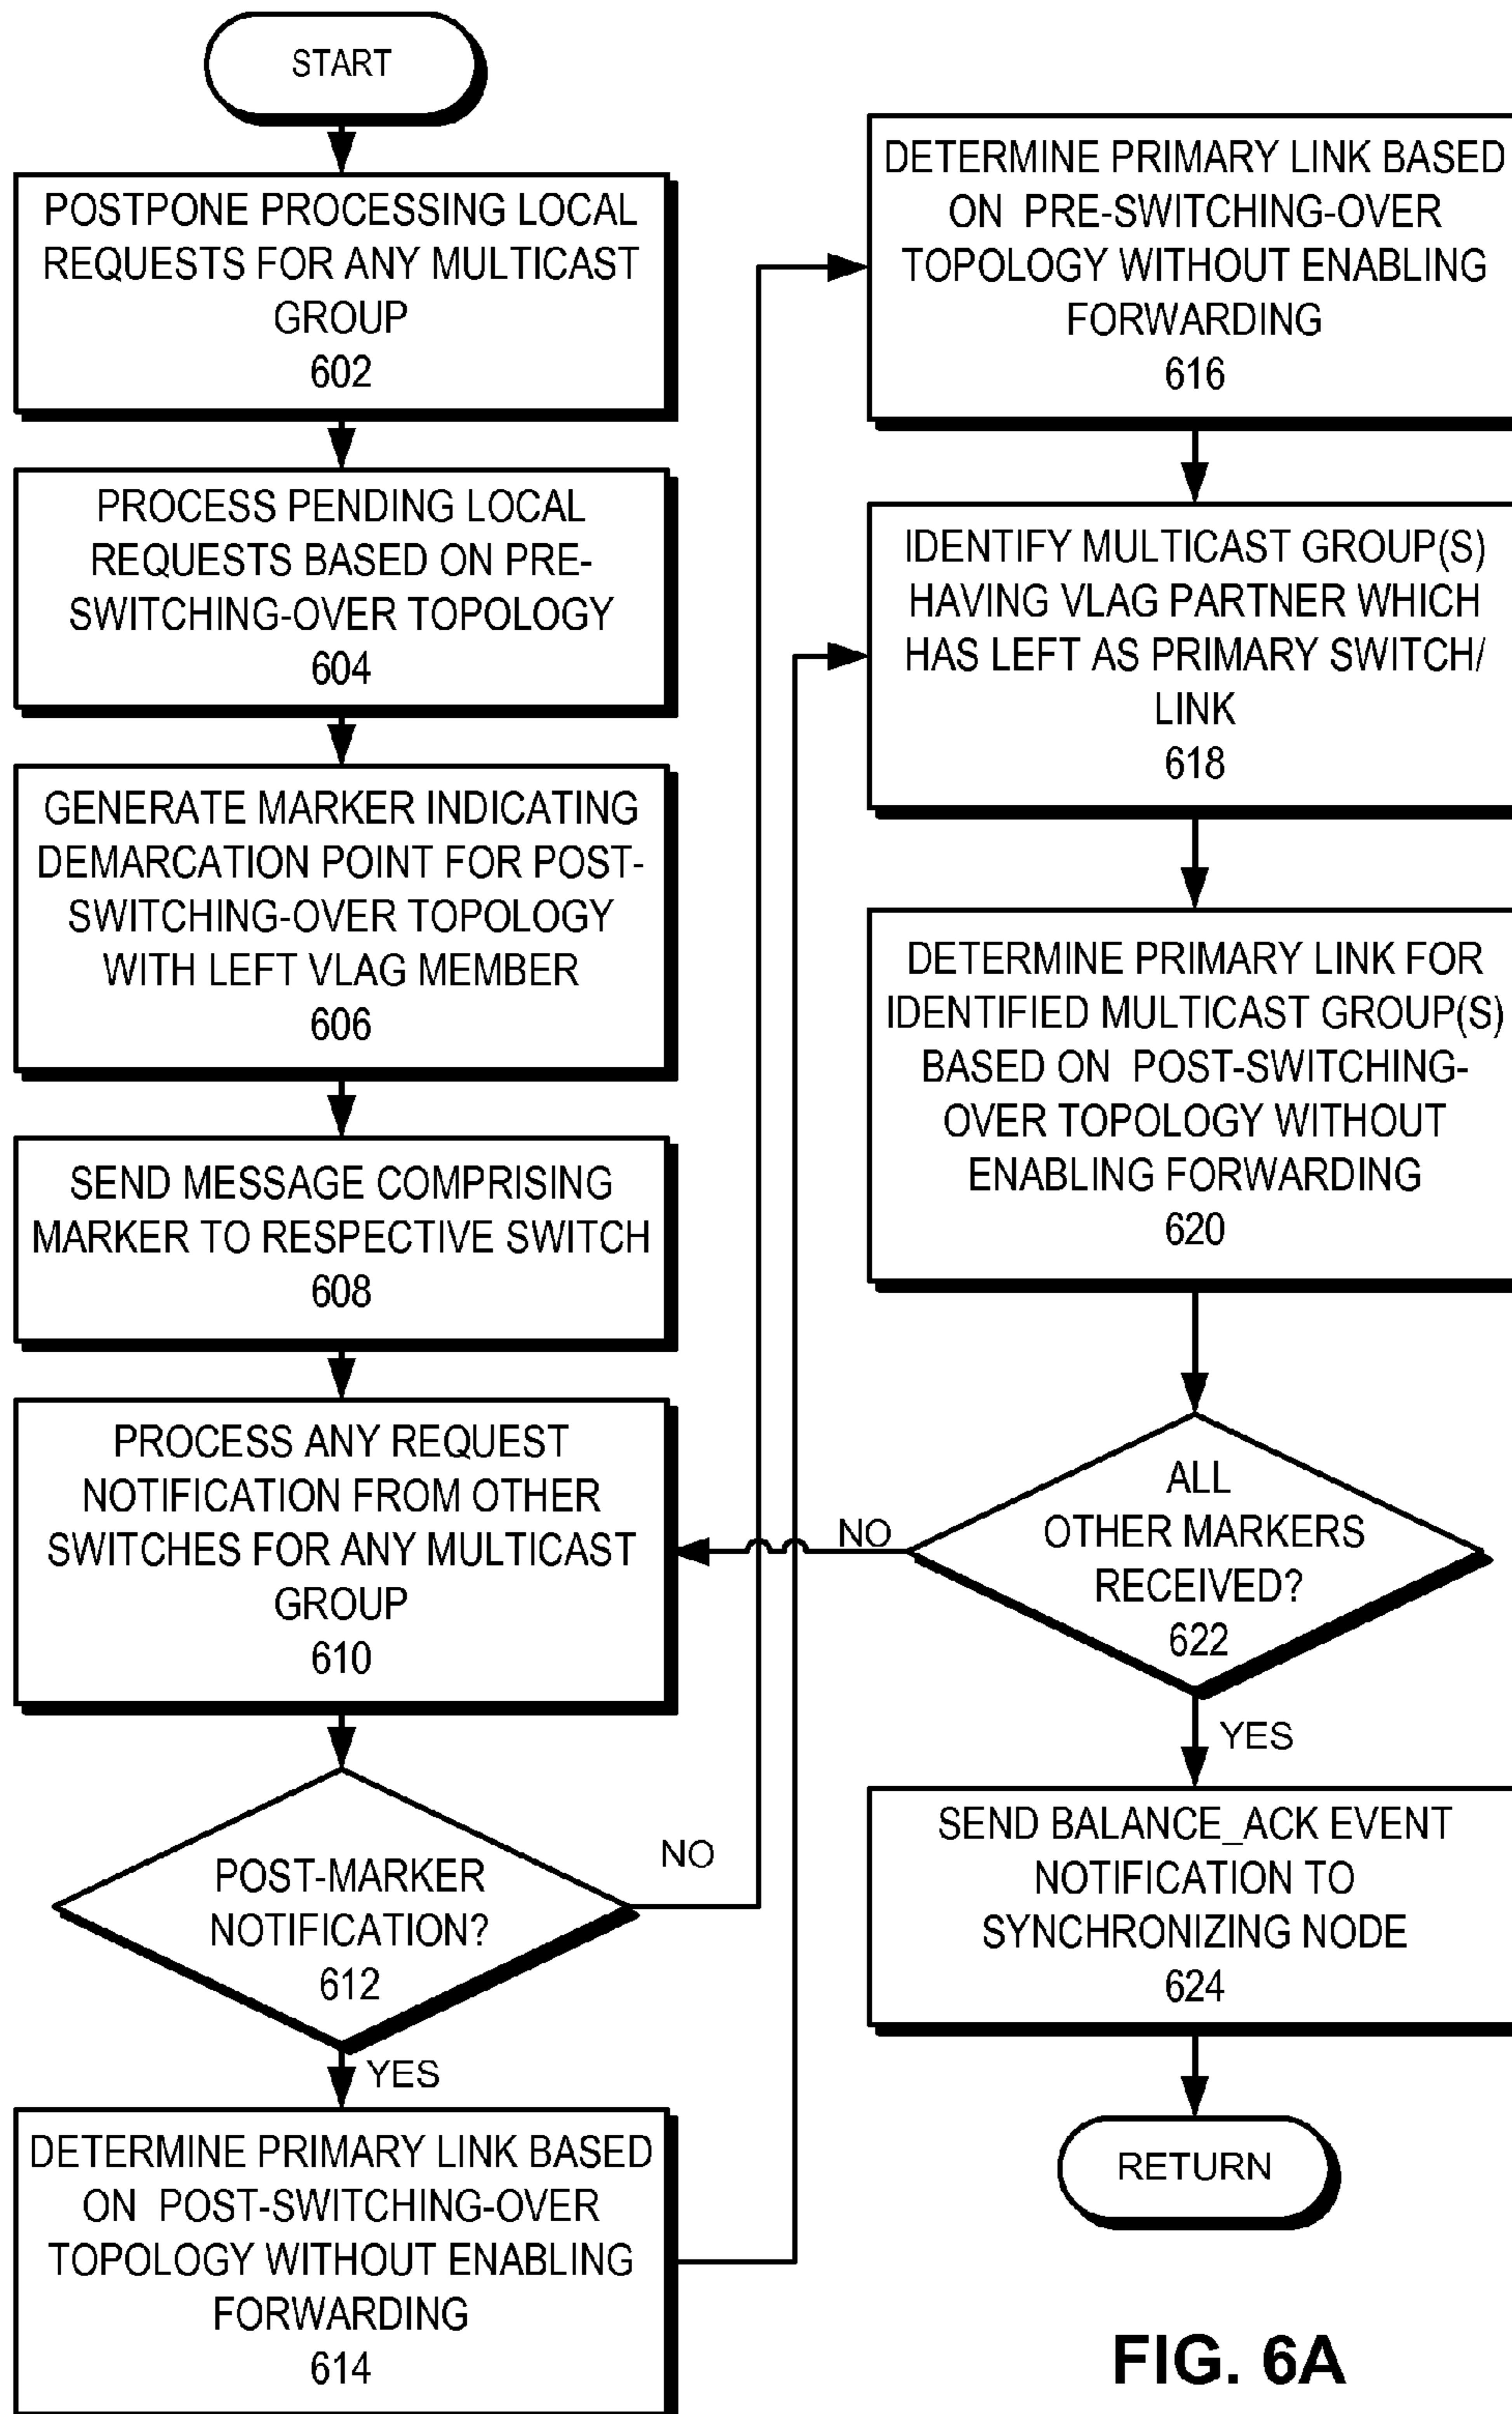 START
POSTPONE PROCESSING LOCAL
REQUESTS FOR ANY MULTICAST
GROUP
602
PROCESS PENDING LOCAL
REQUESTS BASED ON PRE-
SWITCHING-OVER TOPOLOGY
604
GENERATE MARKER INDICATING
DEMARCATION POINT FOR POST-
SWITCHING-OVER TOPOLOGY
WITH LEFT VLAG MEMBER
606
SEND MESSAGE COMPRISING
MARKER TO RESPECTIVE SWITCH
608
PROCESS ANY REQUEST
NOTIFICATION FROM OTHER
SWITCHES FOR ANY MULTICAST
GROUP
610
POST-MARKER
NOTIFICATION?
612
NO
YES
DETERMINE PRIMARY LINK BASED
ON POST-SWITCHING-OVER
TOPOLOGY WITHOUT ENABLING
FORWARDING
614
DETERMINE PRIMARY LINK BASED
ON PRE-SWITCHING-OVER
TOPOLOGY WITHOUT ENABLING
FORWARDING
616
IDENTIFY MULTICAST GROUP(S)
HAVING VLAG PARTNER WHICH
HAS LEFT AS PRIMARY SWITCH/
LINK
618
DETERMINE PRIMARY LINK FOR
IDENTIFIED MULTICAST GROUP(S)
BASED ON POST-SWITCHING-
OVER TOPOLOGY WITHOUT
ENABLING FORWARDING
620
ALL
OTHER MARKERS
RECEIVED?
622
NO
YES
SEND BALANCE_ACK EVENT
NOTIFICATION TO
SYNCHRONIZING NODE
624
RETURN
FIG. 6A